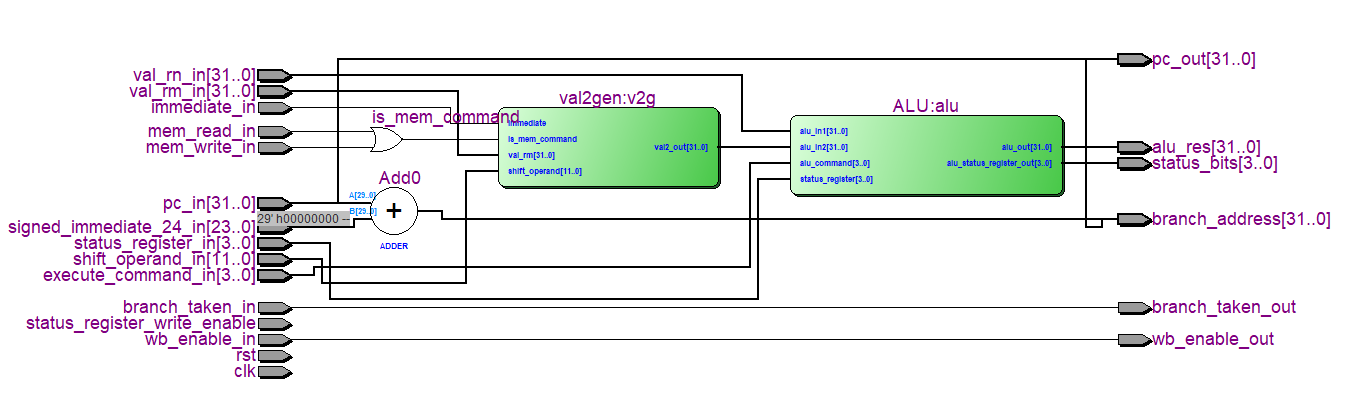 val_rn_in[31..0]
val_rm_in[31..0]
immediate_in
mem_read_in
mem_write_in
pc_in[31..0]
29' h00000000 --
signed_immediate_24_in[23..0]
status_register_in[3..0]
shift_operand_in[11..0]
execute_command_in[3..0]
branch_taken_in
status_register_write_enable
wb_enable_in
rst
clk
is_mem_command
Add0
A[29..0]
B[29..0]
+
ADDER
val2gen:v2g
immediate
is_mem_command
val_rm[31..0]
shift_operand[11..0]
val2_out[31..0]
ALU:alu
alu_in1[31..0]
alu_in2[31..0]
alu_command[3..0]
status_register[3..0]
alu_out[31..0]
alu_status_register_out[3..0]
pc_out[31..0]
alu_res[31..0]
status_bits[3..0]
branch_address[31..0]
branch_taken_out
wb_enable_out